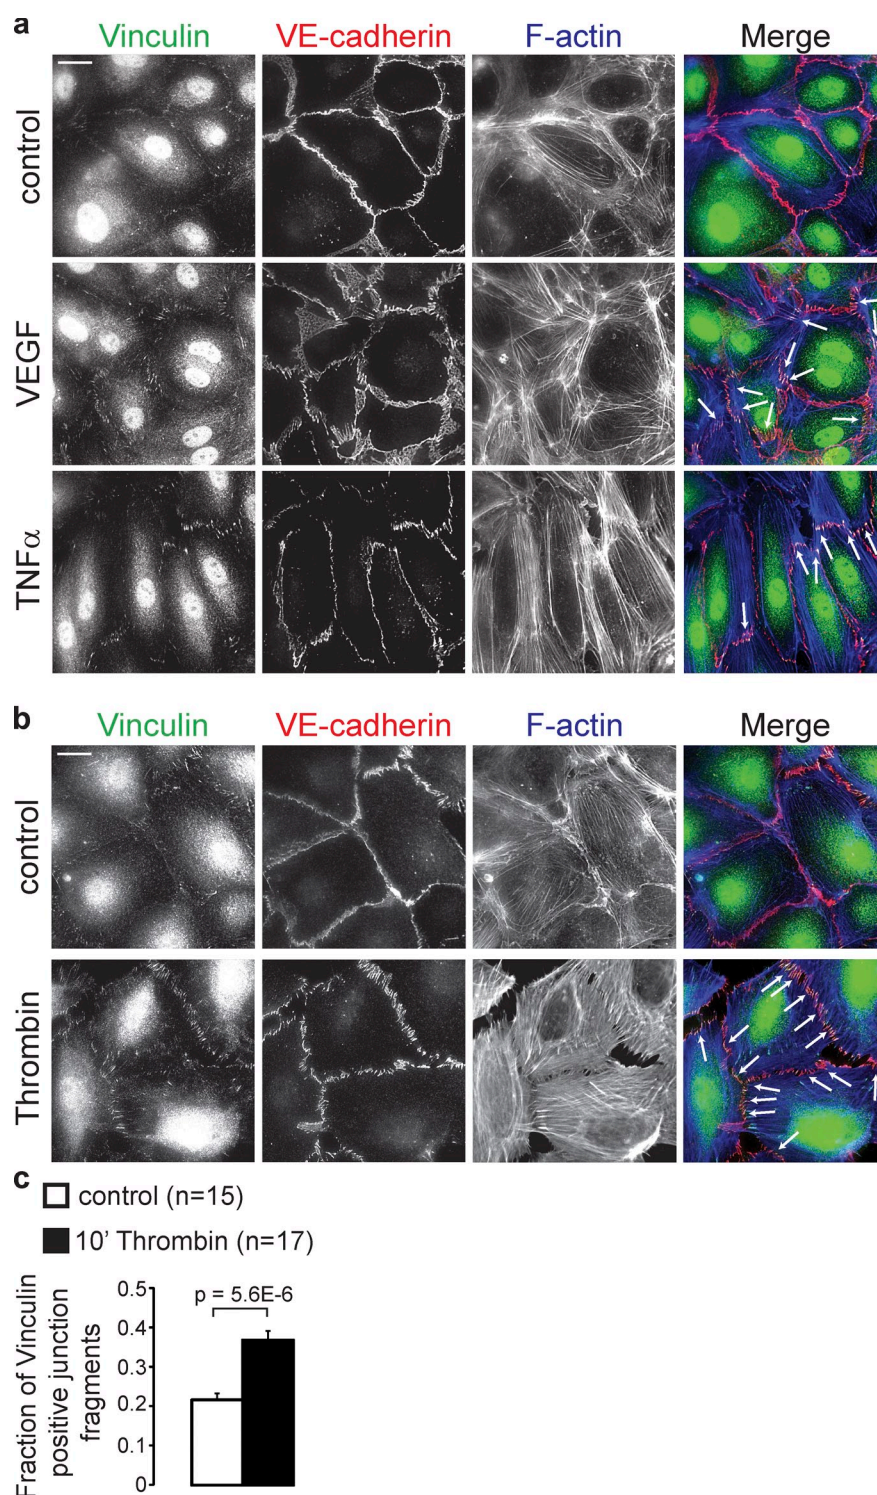 a
Vinculin VE-cadherin F-actin Merge
control
VEGF
TNFα
b
Vinculin VE-cadherin F-actin Merge
control
Thrombin
c
control (n=15)
10' Thrombin (n=17)
Fraction of Vinculin
positive junction
fragments
0.5
0.4
0.3
0.2
0.1
0
p = 5.6E-6